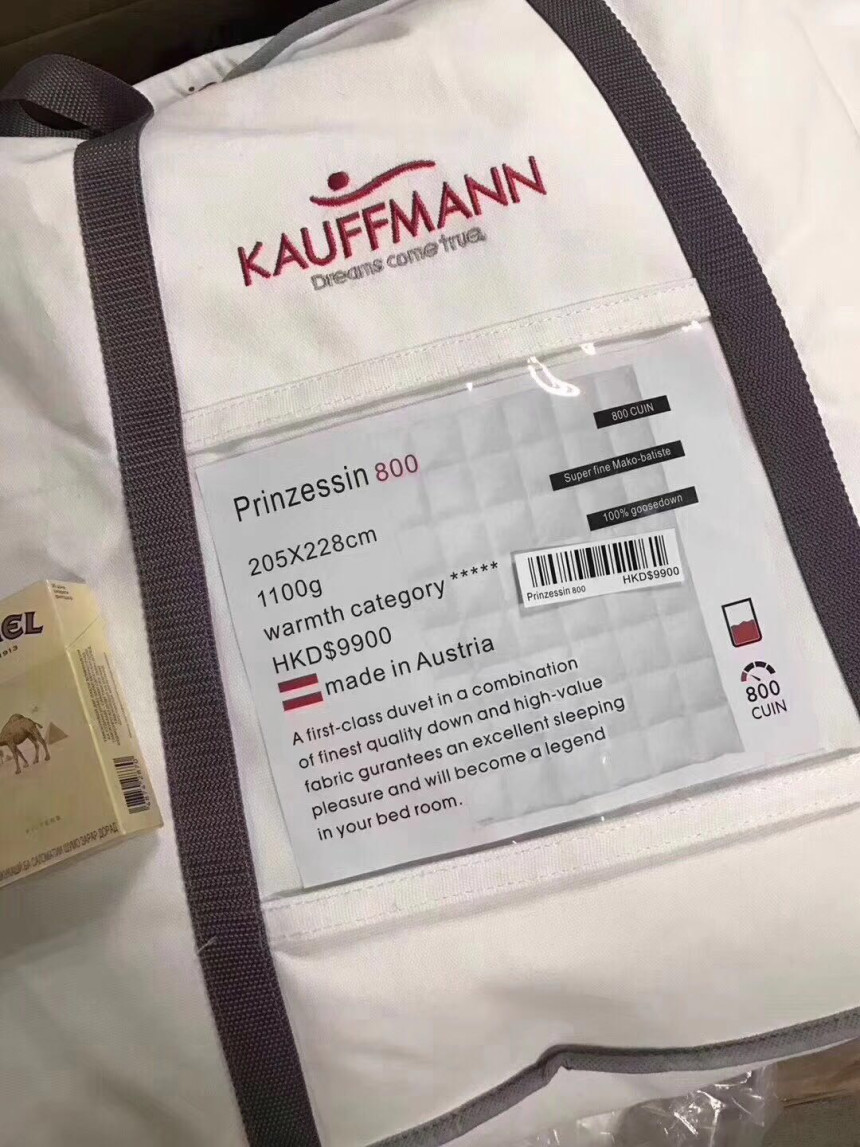 KAUFFMANN
Dreams come true.
800 CUIN
Super fine Mako-batiste
100% goosedown
Prinzessin 800
205X228cm
1100g
warmth category *****
HKD$9900
made in Austria
Prinzessin 800 HKD$9900
A first-class duvet in a combination
of finest quality down and high-value
fabric gurantees an excellent sleeping
pleasure and will become a legend
in your bed room.
800
CUIN
EL
1913